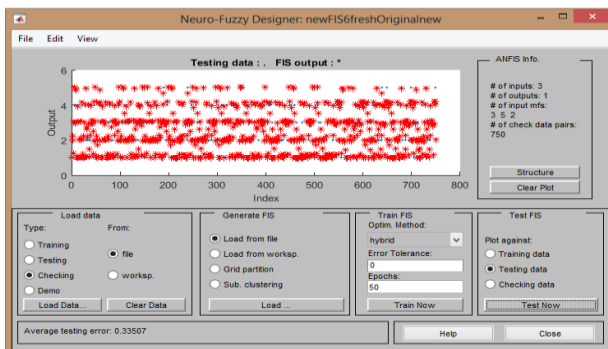 Neuro-Fuzzy Designer: newFIS6freshOriginalnew
File Edit View
Testing data : . FIS output : *
6
4
2
0
Output
0 100 200 300 400 500 600 700 800
Index
ANFIS Info.
# of inputs: 3
# of outputs: 1
# of input mfs:
3 5 2
# of check data pairs:
750
Structure
Clear Plot
Load data
Type: From:
Training
Testing
Checking
Demo
file
worksp.
Load Data... Clear Data
Generate FIS
Load from file
Load from worksp.
Grid partition
Sub. clustering
Load ...
Train FIS
Optim. Method:
hybrid
Error Tolerance:
0
Epochs:
50
Train Now
Test FIS
Plot against:
Training data
Testing data
Checking data
Test Now
Average testing error: 0.33507
Help Close